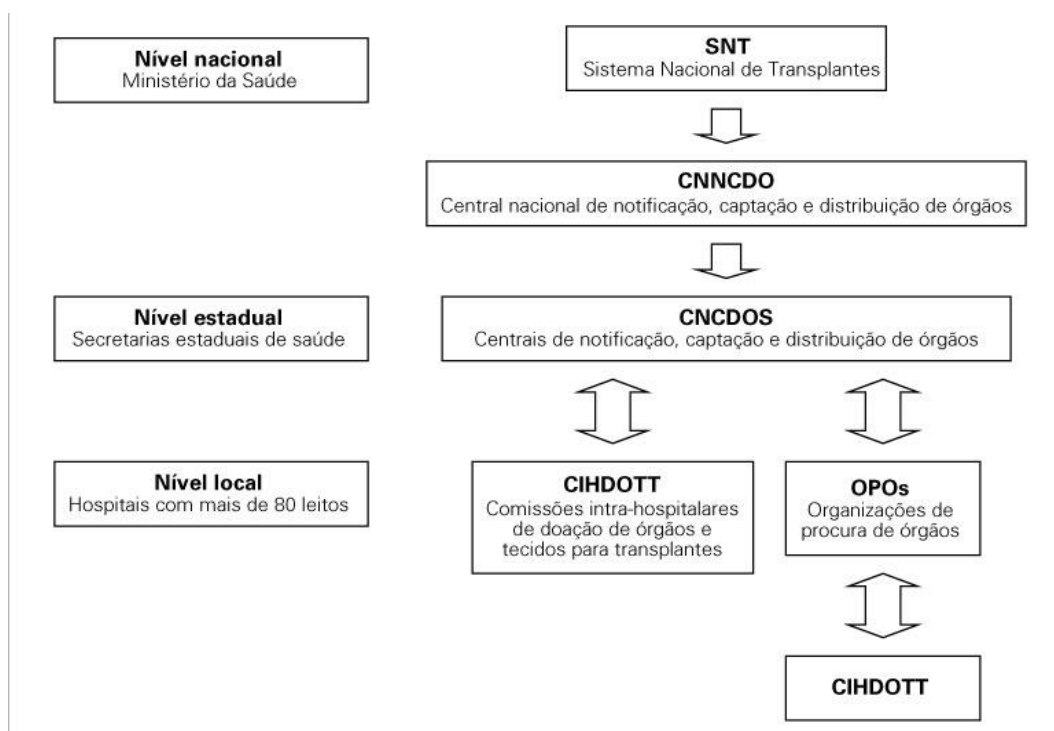 Nível nacional
Ministério da Saúde
SNT
Sistema Nacional de Transplantes
CNNCDO
Central nacional de notificação, captação e distribuição de órgãos
Nível estadual
Secretarias estaduais de saúde
CNCDOS
Centrais de notificação, captação e distribuição de órgãos
Nível local
Hospitais com mais de 80 leitos
CIHDOTT
Comissões intra-hospitalares
de doação de órgãos e
tecidos para transplantes
OPOs
Organizações de
procura de órgãos
CIHDOTT